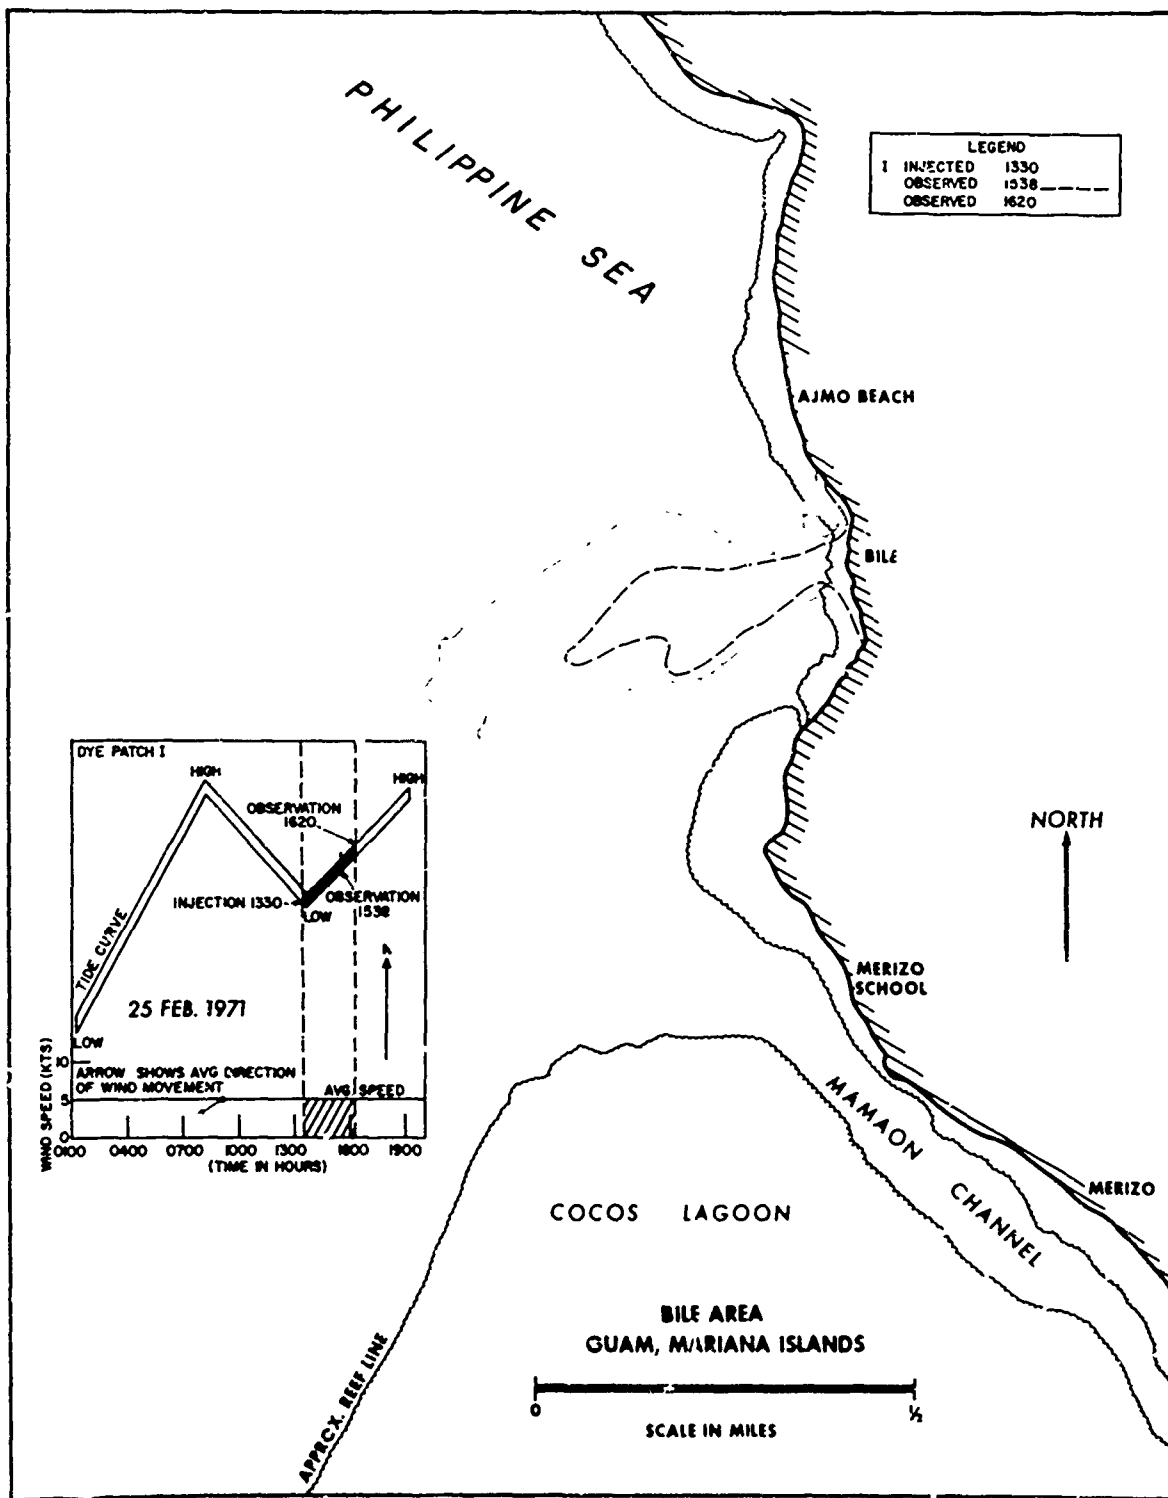 PHILIPPINE SEA
LEGEND
I INJECTED 1330
OBSERVED 1538
OBSERVED 1620
AJMO BEACH
BILE
DYE PATCH I
HIGH
HIGH
OBSERVATION
1620
INJECTION 1330
OBSERVATION
1538
LOW
TIDE CURVE
25 FEB. 1971
LOW
ARROW SHOWS AVG DIRECTION
OF WIND MOVEMENT
AVG SPEED
WIND SPEED (KTS)
10
5
0
0100 0400 0700 1000 1300 1600 1900
(TIME IN HOURS)
NORTH
MERIZO
SCHOOL
MAMAON CHANNEL
MERIZO
COCOS LAGOON
BILE AREA
GUAM, MARIANA ISLANDS
0 ½
SCALE IN MILES
APPROX. REEF LINE